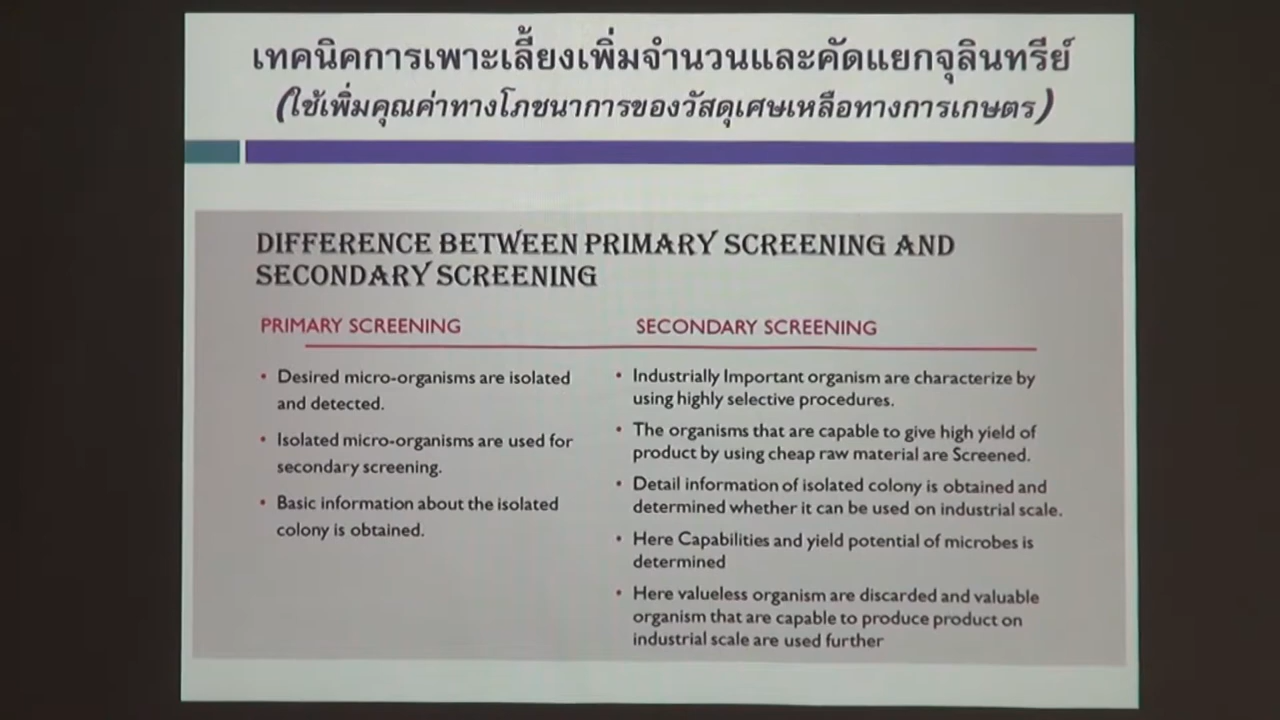 เทคนิคการเพาะเลี้ยงเพิ่มจำนวนและคัดแยกจุลินทรีย์
(ใช้เพิ่มคุณค่าทางโภชนาการของวัสดุเศษเหลือทางการเกษตร)
DIFFERENCE BETWEEN PRIMARY SCREENING AND
SECONDARY SCREENING
PRIMARY SCREENING
• Desired micro-organisms are isolated
and detected.
• Isolated micro-organisms are used for
secondary screening.
• Basic information about the isolated
colony is obtained.
SECONDARY SCREENING
• Industrially Important organism are characterize by
using highly selective procedures.
• The organisms that are capable to give high yield of
product by using cheap raw material are Screened.
• Detail information of isolated colony is obtained and
determined whether it can be used on industrial scale.
• Here Capabilities and yield potential of microbes is
determined
• Here valueless organism are discarded and valuable
organism that are capable to produce product on
industrial scale are used further